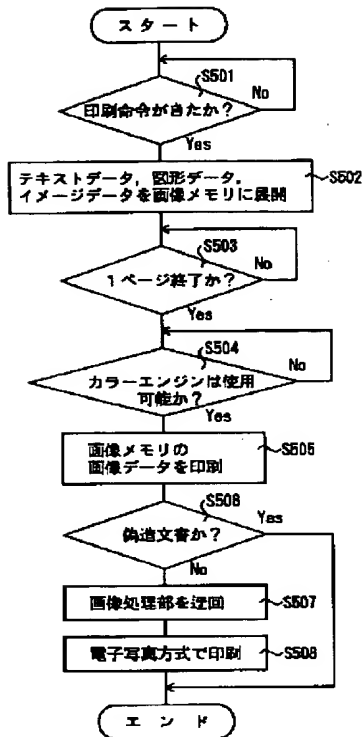 スタート
S501
No
印刷命令がきたか?
Yes
テキストデータ，図形データ，
イメージデータを画像メモリに展開
S502
S503
No
1ページ終了か?
Yes
S504
No
カラーエンジンは使用
可能か?
Yes
画像メモリの
画像データを印刷
S505
S506
Yes
偽造文書か?
No
画像処理部を迂回
S507
電子写真方式で印刷
S508
エンド